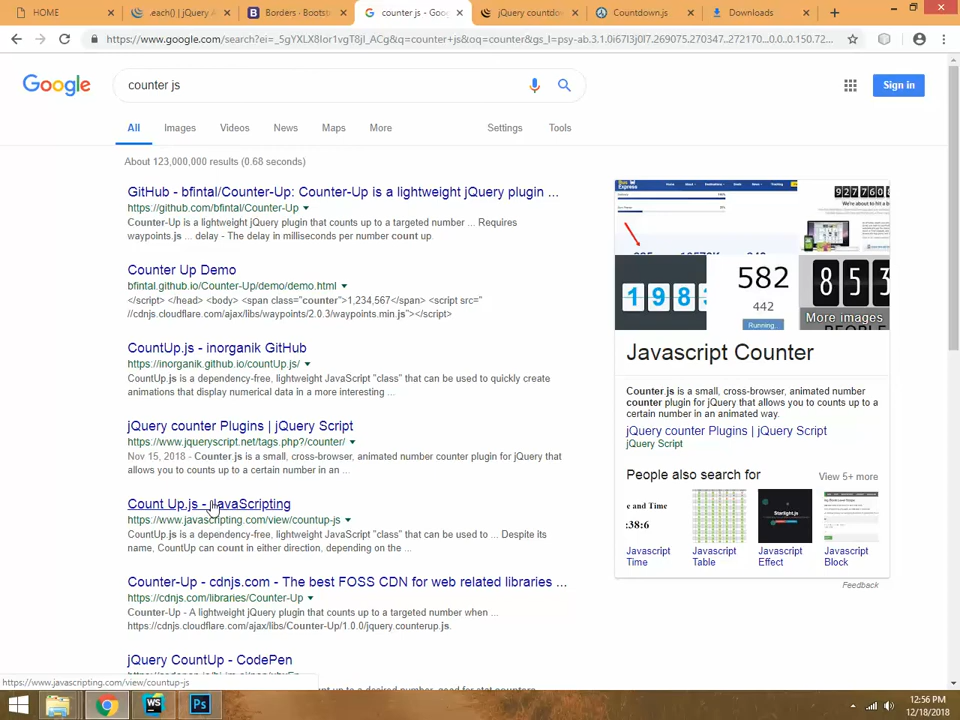 HOME
.each() | jQuery A
Borders · Bootst
counter js - Goo
jQuery countdo
Countdown.js
Downloads
https://www.google.com/search?ei=_5gYXLX8Ior1vgT8jI_ACg&q=counter+js&oq=counter&gs_l=psy-ab.3.1.0i67l3j0l7.269075.270347..272170...0.0..0.150.72...
Google
counter js
Sign in
All
Images
Videos
News
Maps
More
Settings
Tools
About 123,000,000 results (0.68 seconds)
GitHub - bfintal/Counter-Up: Counter-Up is a lightweight jQuery plugin ...
https://github.com/bfintal/Counter-Up
Counter-Up is a lightweight jQuery plugin that counts up to a targeted number ... Requires
waypoints.js ... delay - The delay in milliseconds per number count up.
Counter Up Demo
bfintal.github.io/Counter-Up/demo/demo.html
</script> </head> <body> <span class="counter">1,234,567</span> <script src="
//cdnjs.cloudflare.com/ajax/libs/waypoints/2.0.3/waypoints.min.js"></script>
CountUp.js - inorganik GitHub
https://inorganik.github.io/countUp.js/
CountUp.js is a dependency-free, lightweight JavaScript "class" that can be used to quickly create
animations that display numerical data in a more interesting ...
jQuery counter Plugins | jQuery Script
https://www.jqueryscript.net/tags.php?/counter/
Nov 15, 2018 - Counter.js is a small, cross-browser, animated number counter plugin for jQuery that
allows you to counts up to a certain number in an ...
Count Up.js - JavaScripting
https://www.javascripting.com/view/countup-js
CountUp.js is a dependency-free, lightweight JavaScript "class" that can be used to ... Despite its
name, CountUp can count in either direction, depending on the ...
Counter-Up - cdnjs.com - The best FOSS CDN for web related libraries ...
https://cdnjs.com/libraries/Counter-Up
Counter-Up - A lightweight jQuery plugin that counts up to a targeted number when ...
https://cdnjs.cloudflare.com/ajax/libs/Counter-Up/1.0.0/jquery.counterup.js.
jQuery CountUp - CodePen
Express
927760
1983
582
442
Running..
853
More images
Javascript Counter
Counter.js is a small, cross-browser, animated number
counter plugin for jQuery that allows you to counts up to a
certain number in an animated way.
jQuery counter Plugins | jQuery Script
jQuery Script
People also search for
View 5+ more
e and Time
:38:6
Starlight.js
Javascript
Time
Javascript
Table
Javascript
Effect
Javascript
Block
Feedback
https://www.javascripting.com/view/countup-js
WS
Ps
12:56 PM
12/18/2018